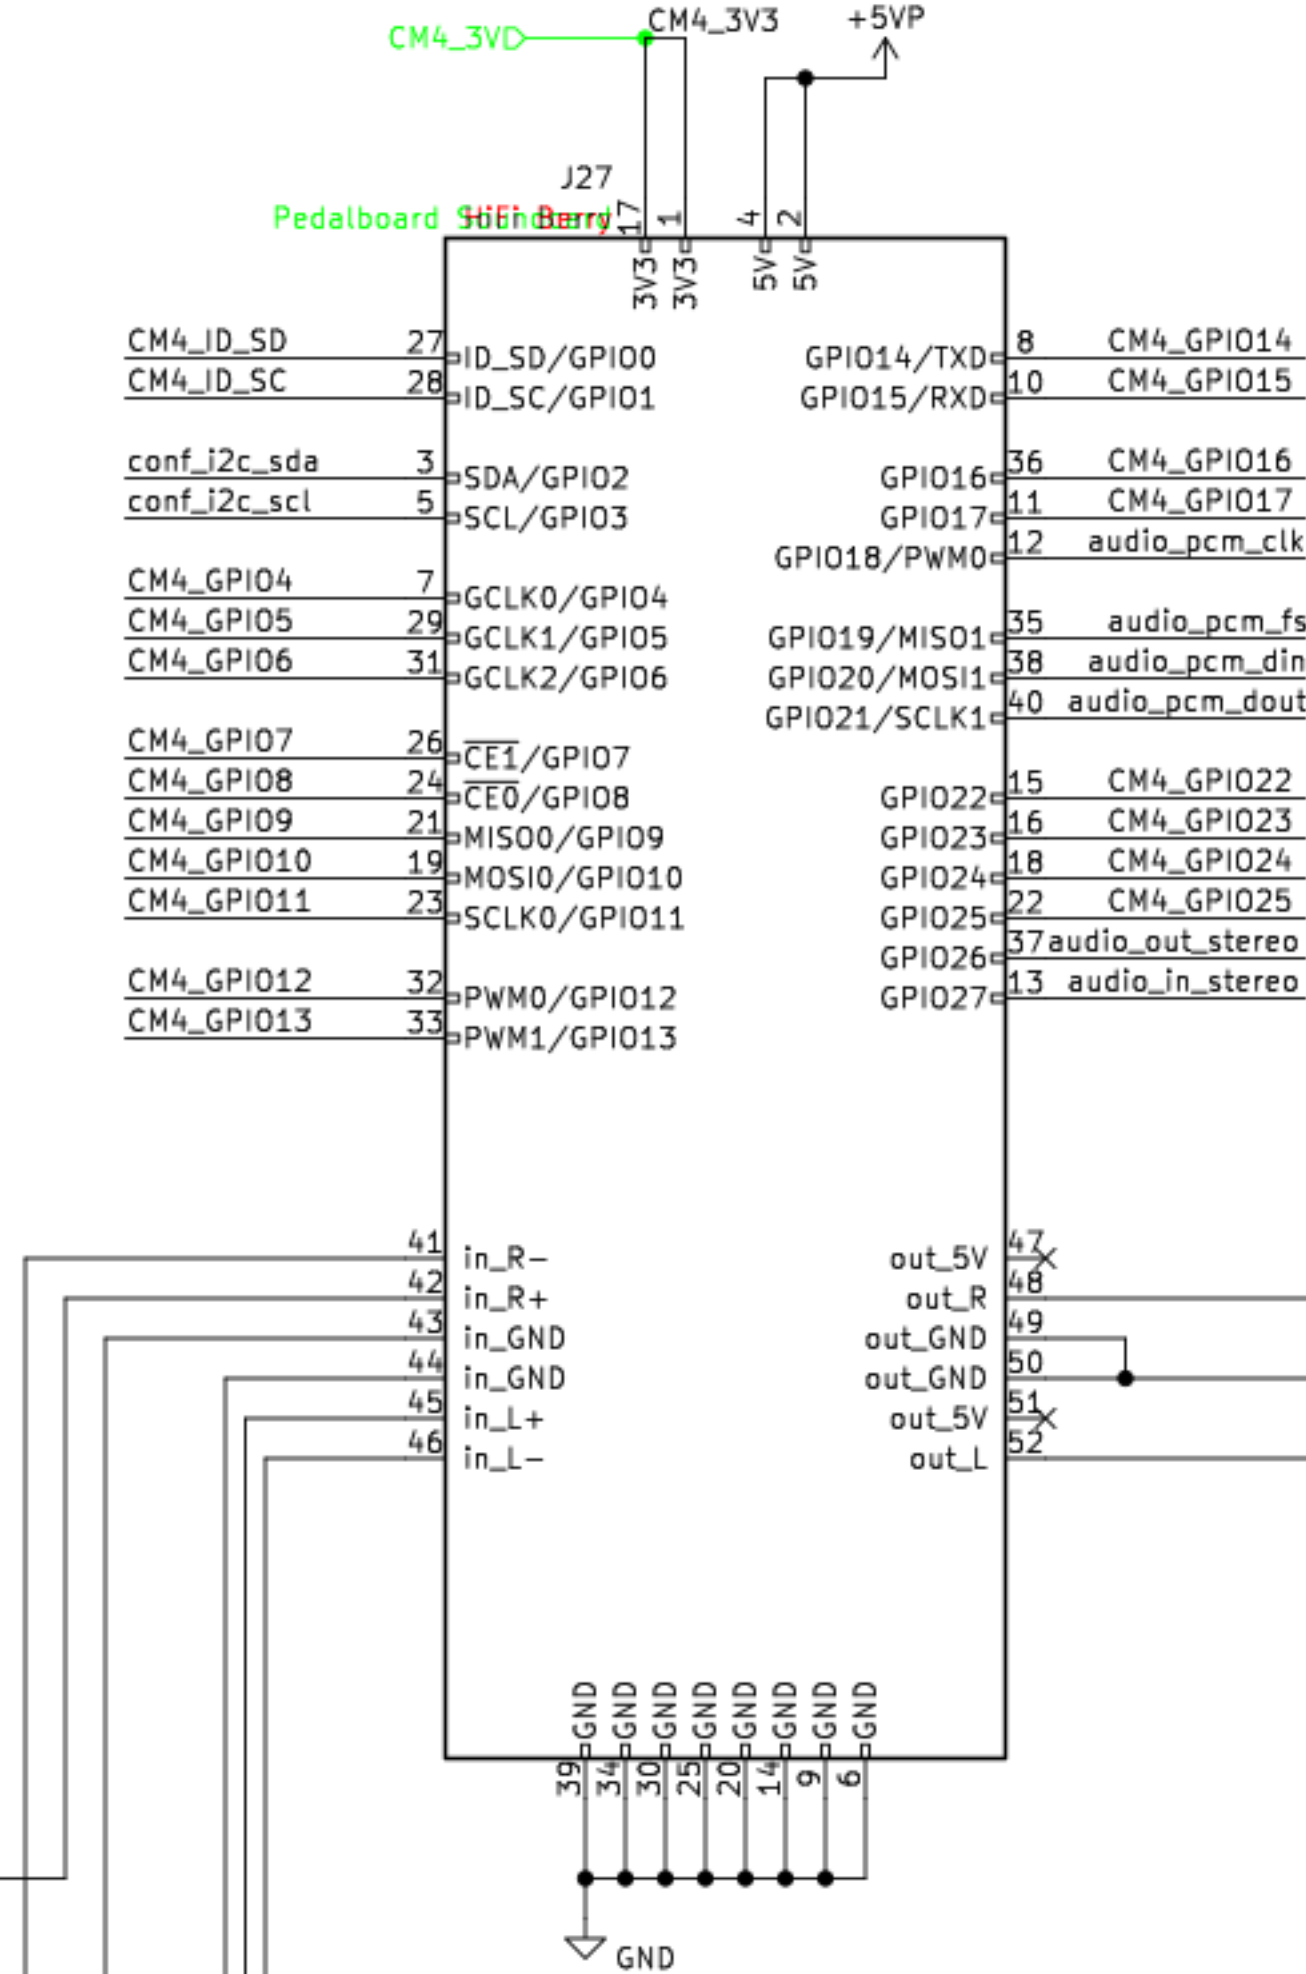 CM4_3V CM4_3V3 +5VP
J27
Pedalboard Soundcard HiFi Berry
17 1 4 2
3V3 3V3 5V 5V
CM4_ID_SD 27 ID_SD/GPIO0 GPIO14/TXD 8 CM4_GPIO14
CM4_ID_SC 28 ID_SC/GPIO1 GPIO15/RXD 10 CM4_GPIO15
conf_i2c_sda 3 SDA/GPIO2 GPIO16 36 CM4_GPIO16
conf_i2c_scl 5 SCL/GPIO3 GPIO17 11 CM4_GPIO17
GPIO18/PWM0 12 audio_pcm_clk
CM4_GPIO4 7 GCLK0/GPIO4
CM4_GPIO5 29 GCLK1/GPIO5 GPIO19/MISO1 35 audio_pcm_fs
CM4_GPIO6 31 GCLK2/GPIO6 GPIO20/MOSI1 38 audio_pcm_din
GPIO21/SCLK1 40 audio_pcm_dout
CM4_GPIO7 26 CE1/GPIO7
CM4_GPIO8 24 CE0/GPIO8 GPIO22 15 CM4_GPIO22
CM4_GPIO9 21 MISO0/GPIO9 GPIO23 16 CM4_GPIO23
CM4_GPIO10 19 MOSI0/GPIO10 GPIO24 18 CM4_GPIO24
CM4_GPIO11 23 SCLK0/GPIO11 GPIO25 22 CM4_GPIO25
GPIO26 37 audio_out_stereo
CM4_GPIO12 32 PWM0/GPIO12 GPIO27 13 audio_in_stereo
CM4_GPIO13 33 PWM1/GPIO13
41 in_R- out_5V 47
42 in_R+ out_R 48
43 in_GND out_GND 49
44 in_GND out_GND 50
45 in_L+ out_5V 51
46 in_L- out_L 52
GND GND GND GND GND GND GND GND
39 34 30 25 20 14 9 6
GND